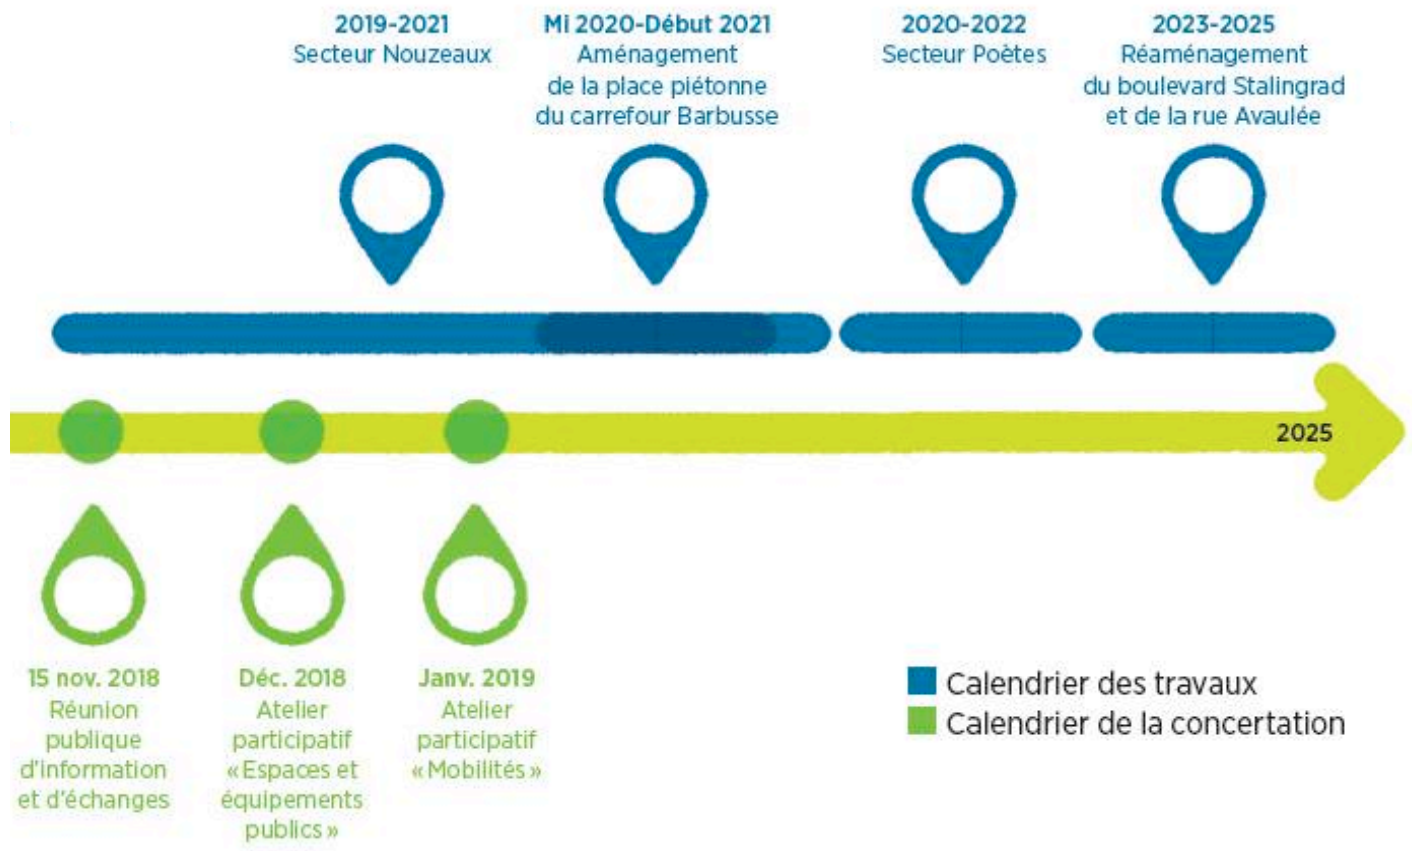 2019-2021
Secteur Nouzeaux
Mi 2020-Début 2021
Aménagement
de la place piétonne
du carrefour Barbusse
2020-2022
Secteur Poètes
2023-2025
Réaménagement
du boulevard Stalingrad
et de la rue Avaulée
2025
15 nov. 2018
Réunion
publique
d'information
et d'échanges
Déc. 2018
Atelier
participatif
« Espaces et
équipements
publics »
Janv. 2019
Atelier
participatif
« Mobilités »
Calendrier des travaux
Calendrier de la concertation